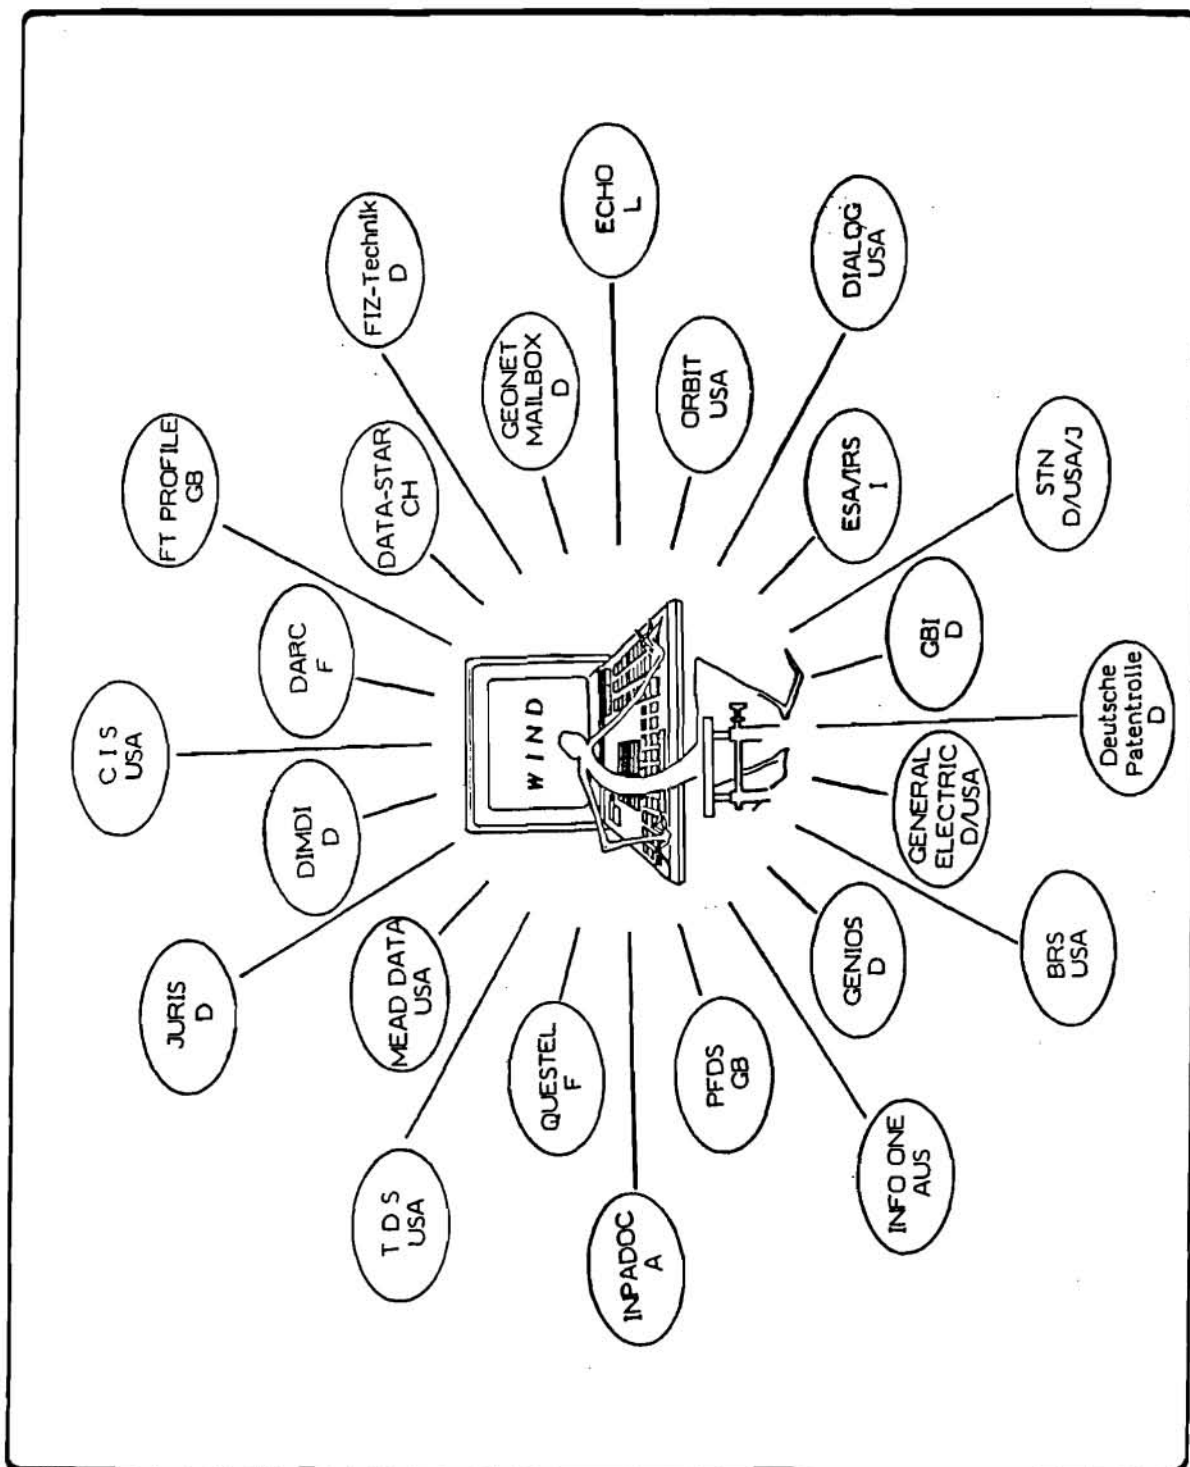 C I S
USA
JURIS
D
FT PROFILE
GB
DIMDI
D
DARC
F
T D S
USA
MEAD DATA
USA
DATA-STAR
CH
FIZ-Technik
D
QUESTEL
F
WIND
GEONET
MAILBOX
D
INPADOC
A
ECHO
L
PFDS
GB
ORBIT
USA
INFO ONE
AUS
GENIOS
D
ESA/IRS
I
DIALOG
USA
GENERAL
ELECTRIC
D/USA
GBI
D
BRS
USA
STN
D/USA/J
Deutsche
Patentrolle
D